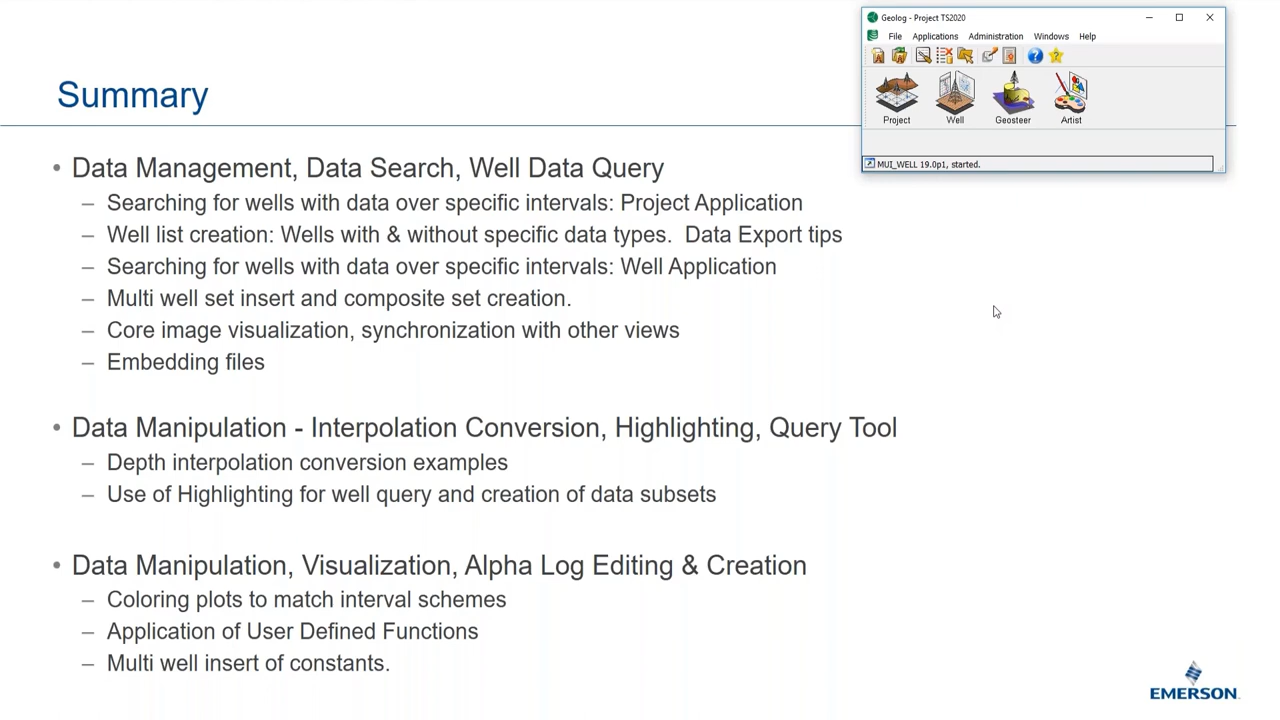 Geolog - Project TS2020
File Applications Administration Windows Help
Project Well Geosteer Artist
MUI_WELL 19.0p1, started.
Summary
• Data Management, Data Search, Well Data Query
– Searching for wells with data over specific intervals: Project Application
– Well list creation: Wells with & without specific data types. Data Export tips
– Searching for wells with data over specific intervals: Well Application
– Multi well set insert and composite set creation.
– Core image visualization, synchronization with other views
– Embedding files
• Data Manipulation - Interpolation Conversion, Highlighting, Query Tool
– Depth interpolation conversion examples
– Use of Highlighting for well query and creation of data subsets
• Data Manipulation, Visualization, Alpha Log Editing & Creation
– Coloring plots to match interval schemes
– Application of User Defined Functions
– Multi well insert of constants.
EMERSON